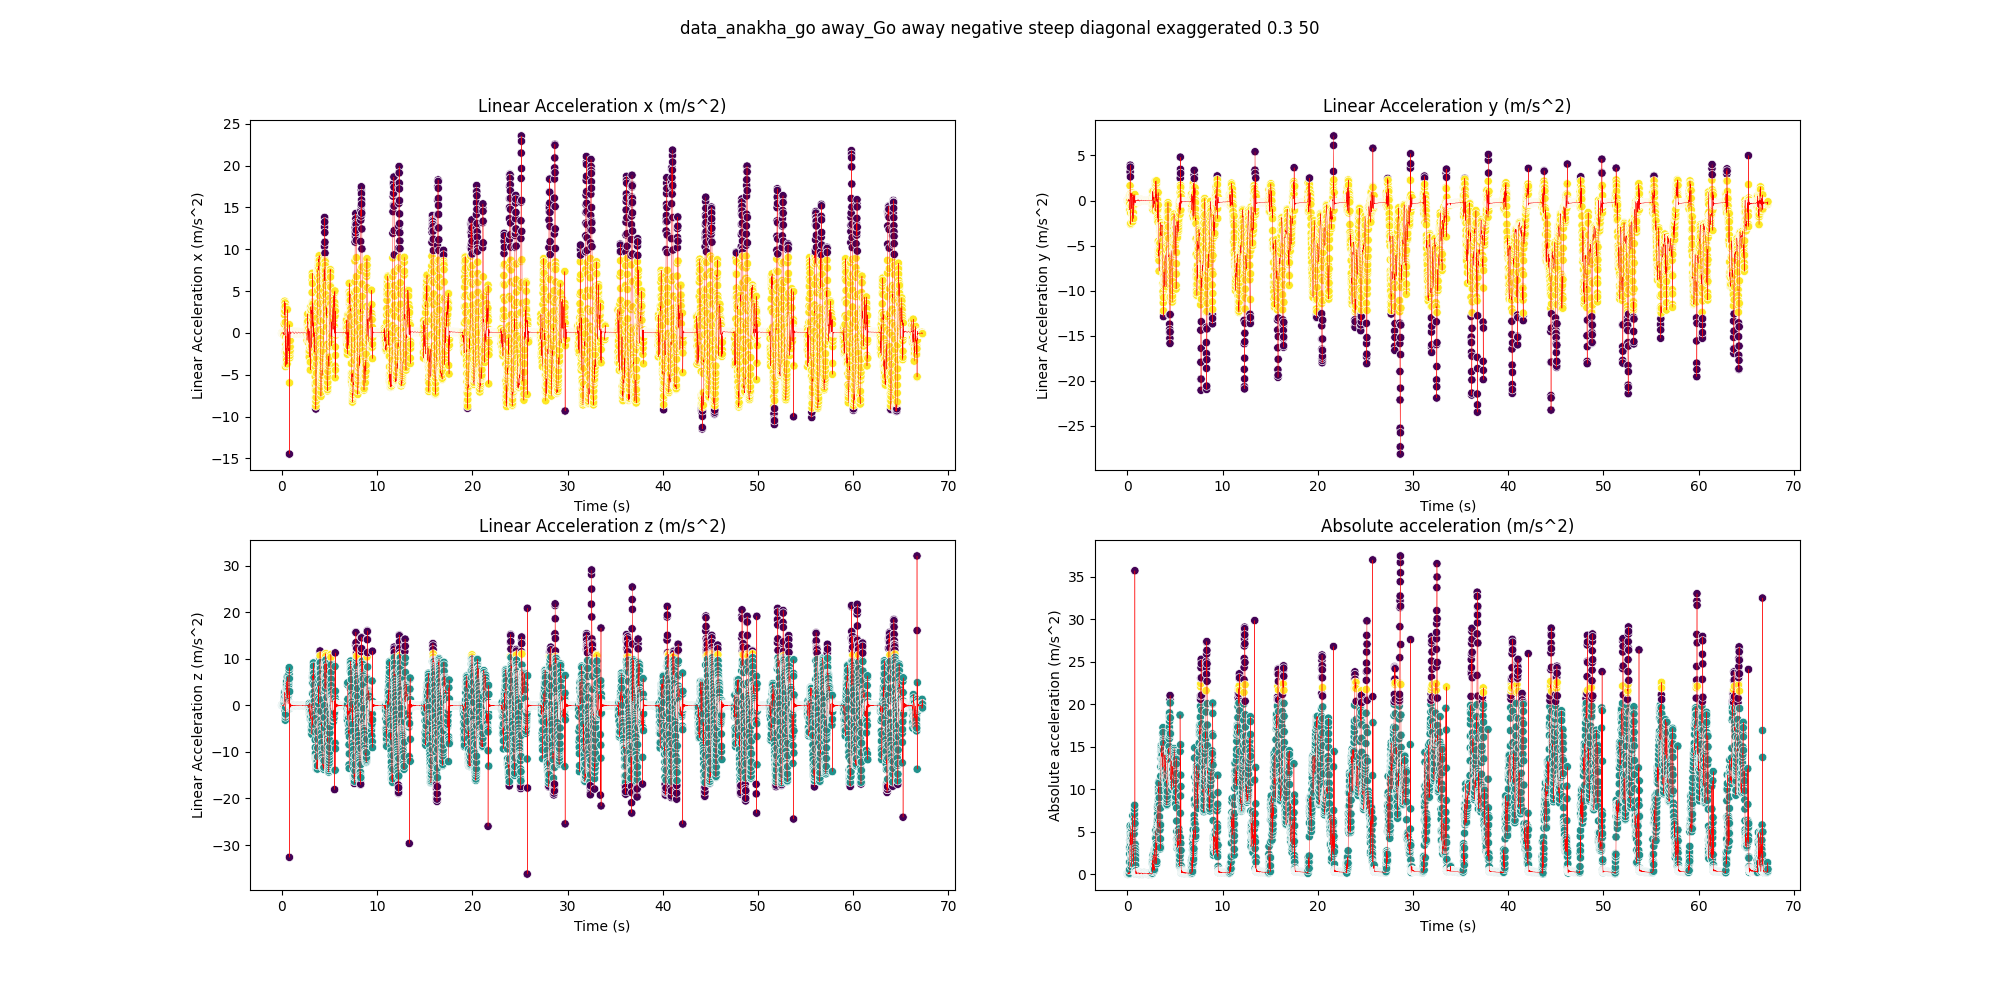 data_anakha_go away_Go away negative steep diagonal exaggerated 0.3 50
Linear Acceleration x (m/s^2)
Linear Acceleration x (m/s^2)
25
20
15
10
5
0
−5
−10
−15
0 10 20 30 40 50 60 70
Time (s)
Linear Acceleration y (m/s^2)
Linear Acceleration y (m/s^2)
5
0
−5
−10
−15
−20
−25
0 10 20 30 40 50 60 70
Time (s)
Linear Acceleration z (m/s^2)
Linear Acceleration z (m/s^2)
30
20
10
0
−10
−20
−30
0 10 20 30 40 50 60 70
Time (s)
Absolute acceleration (m/s^2)
Absolute acceleration (m/s^2)
35
30
25
20
15
10
5
0
0 10 20 30 40 50 60 70
Time (s)